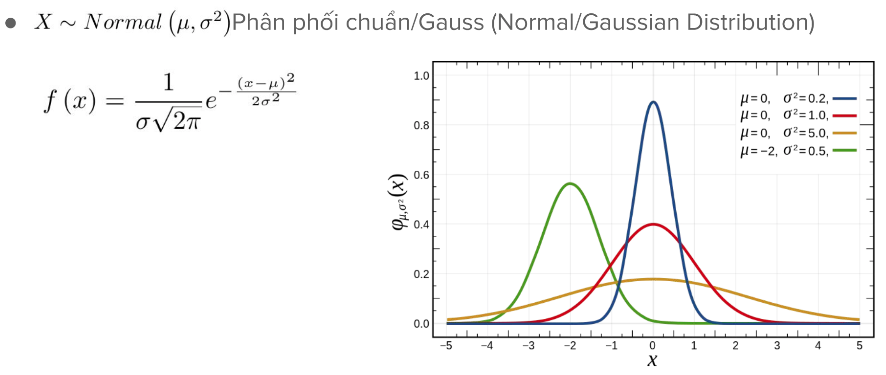 ● X ∼ Normal (μ, σ²)Phân phối chuẩn/Gauss (Normal/Gaussian Distribution)
f (x) = 1/(σ√2π) e^(−(x−μ)²/2σ²)
φμ,σ²(x)
1.0
0.8
0.6
0.4
0.2
0.0
μ=0, σ²=0.2,
μ=0, σ²=1.0,
μ=0, σ²=5.0,
μ=−2, σ²=0.5,
−5 −4 −3 −2 −1 0 1 2 3 4 5
x